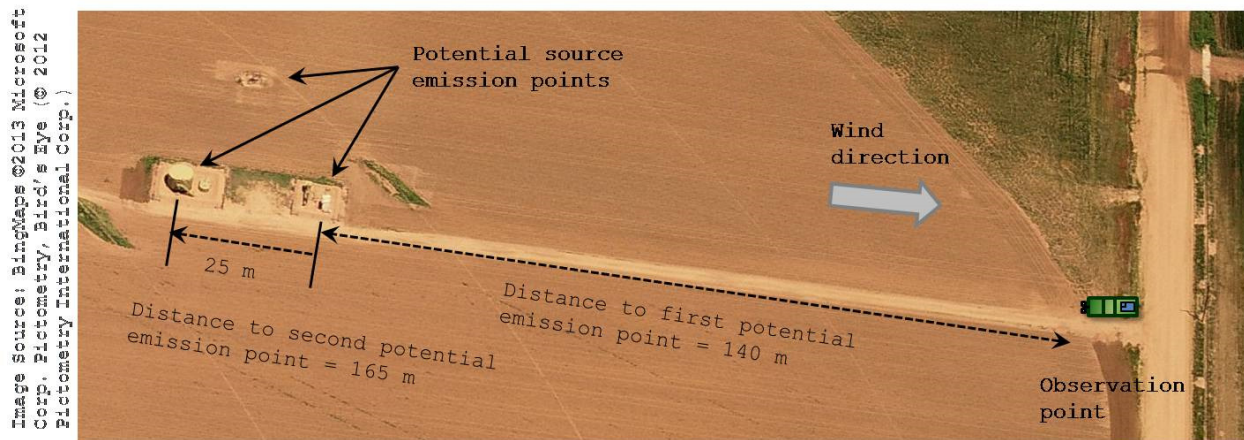 Image Source: BingMaps ©2013 Microsoft
Corp. Pictometry, Bird's Eye (© 2012
Pictometry International Corp.)
Potential source
emission points
Wind
direction
25 m
Distance to second potential
emission point = 165 m
Distance to first potential
emission point = 140 m
Observation
point